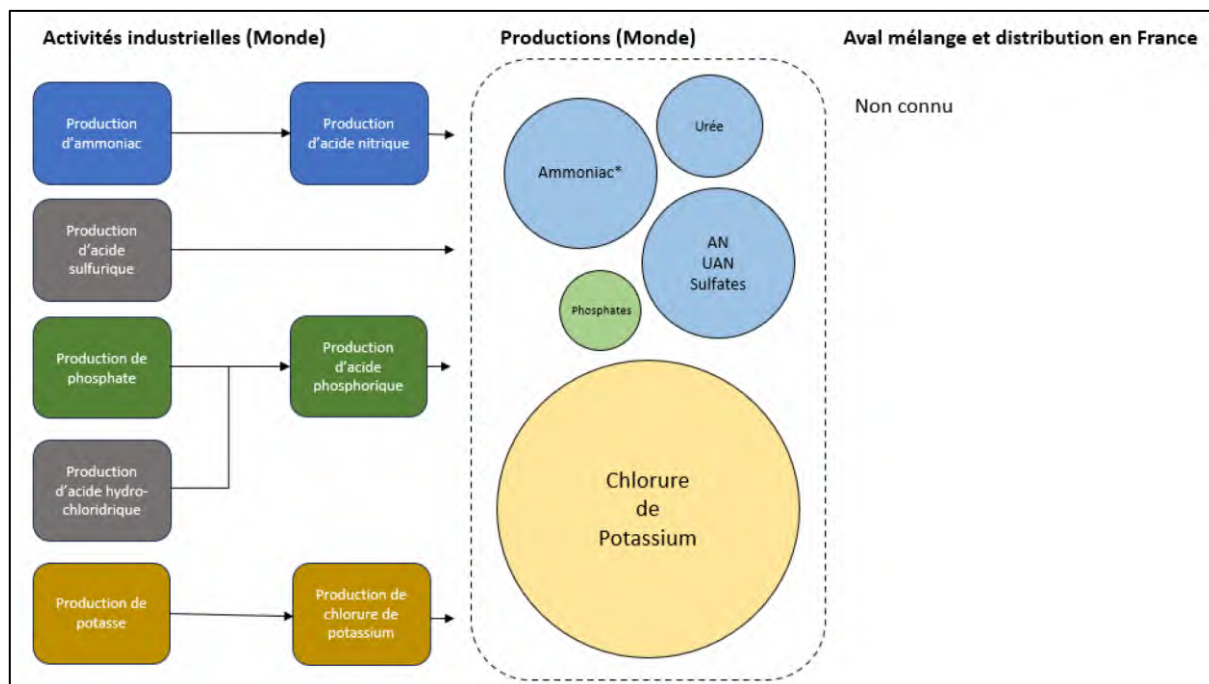 Activités industrielles (Monde)
Productions (Monde)
Aval mélange et distribution en France
Production
d'ammoniac
Production
d'acide nitrique
Production
d'acide
sulfurique
Production de
phosphate
Production
d'acide
phosphorique
Production
d'acide hydro-
chloridrique
Production de
potasse
Production de
chlorure de
potassium
Ammoniac*
Urée
AN
UAN
Sulfates
Phosphates
Chlorure
de
Potassium
Non connu